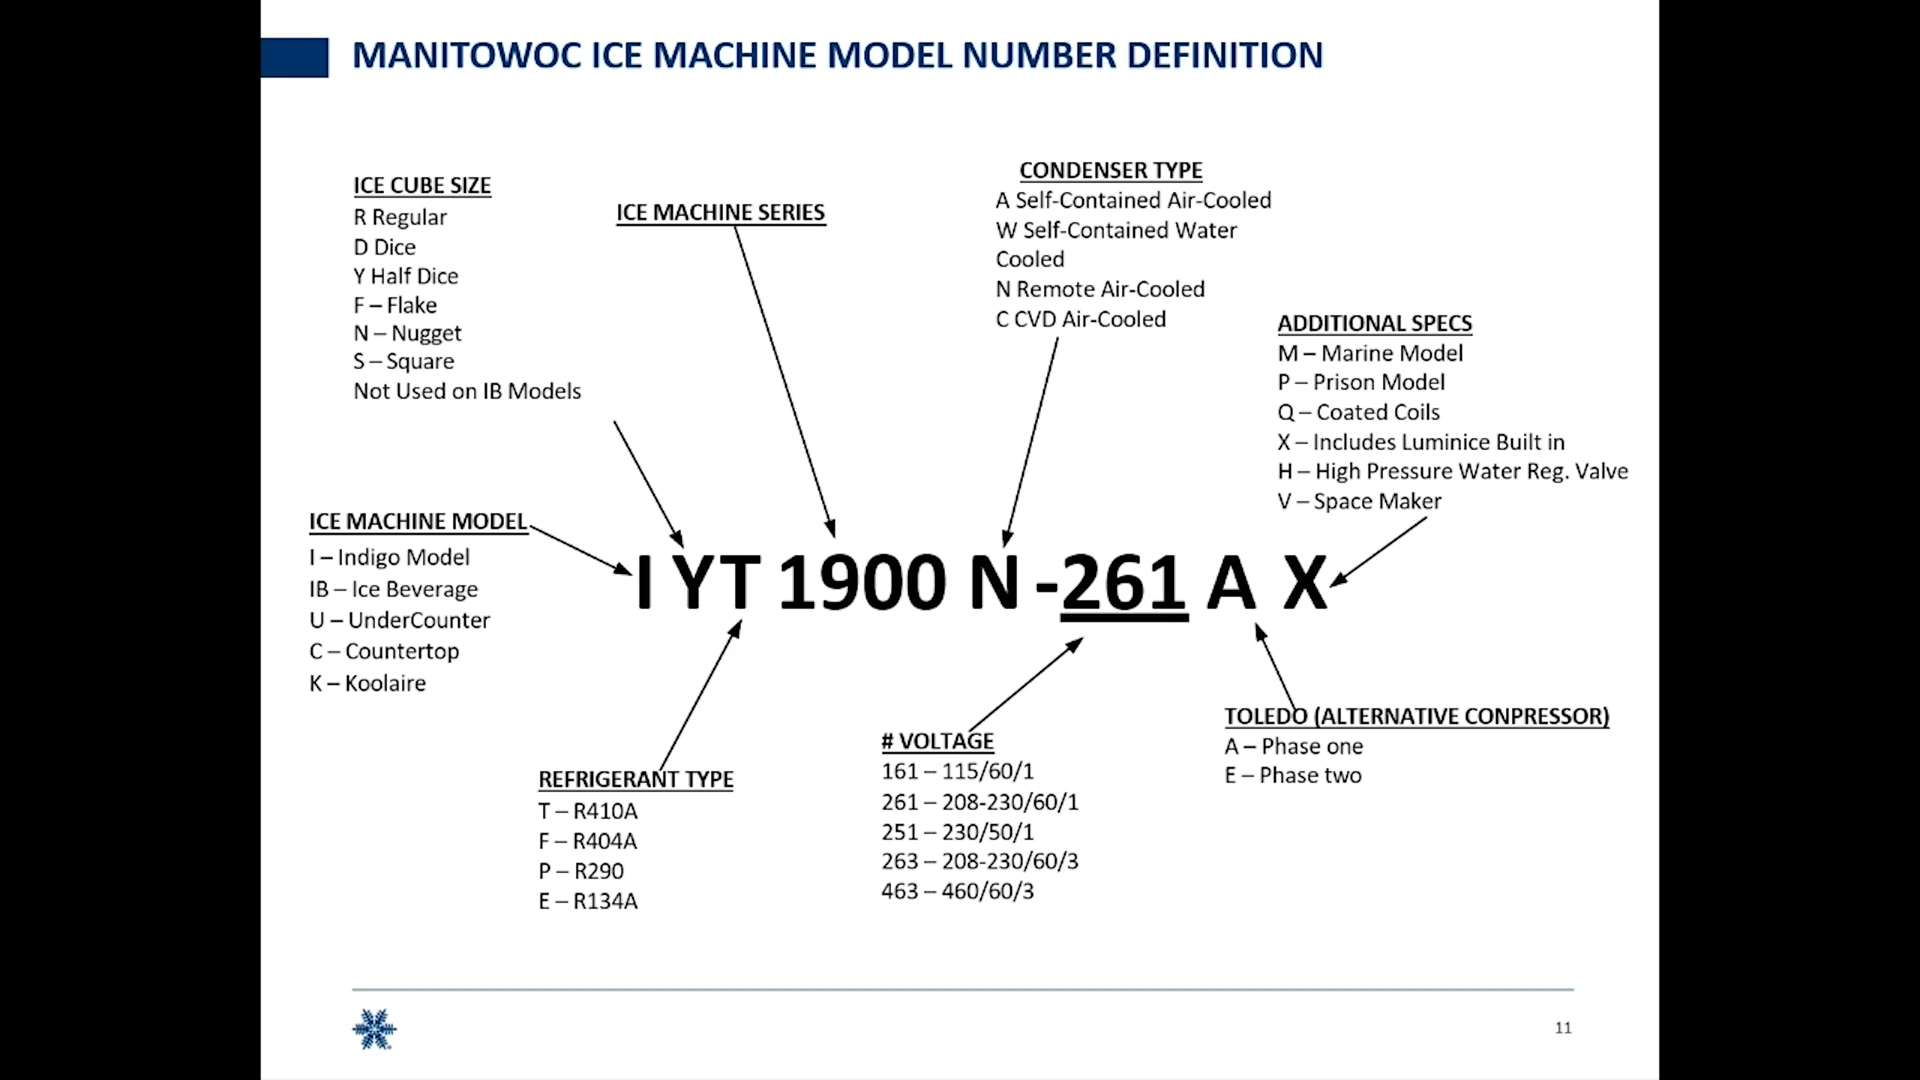 MANITOWOC ICE MACHINE MODEL NUMBER DEFINITION
ICE CUBE SIZE
R Regular
D Dice
Y Half Dice
F – Flake
N – Nugget
S – Square
Not Used on IB Models
ICE MACHINE SERIES
CONDENSER TYPE
A Self-Contained Air-Cooled
W Self-Contained Water
Cooled
N Remote Air-Cooled
C CVD Air-Cooled
ADDITIONAL SPECS
M – Marine Model
P – Prison Model
Q – Coated Coils
X – Includes Luminice Built in
H – High Pressure Water Reg. Valve
V – Space Maker
ICE MACHINE MODEL
I – Indigo Model
IB – Ice Beverage
U – UnderCounter
C – Countertop
K – Koolaire
I YT 1900 N -261 A X
REFRIGERANT TYPE
T – R410A
F – R404A
P – R290
E – R134A
# VOLTAGE
161 – 115/60/1
261 – 208-230/60/1
251 – 230/50/1
263 – 208-230/60/3
463 – 460/60/3
TOLEDO (ALTERNATIVE CONPRESSOR)
A – Phase one
E – Phase two
11